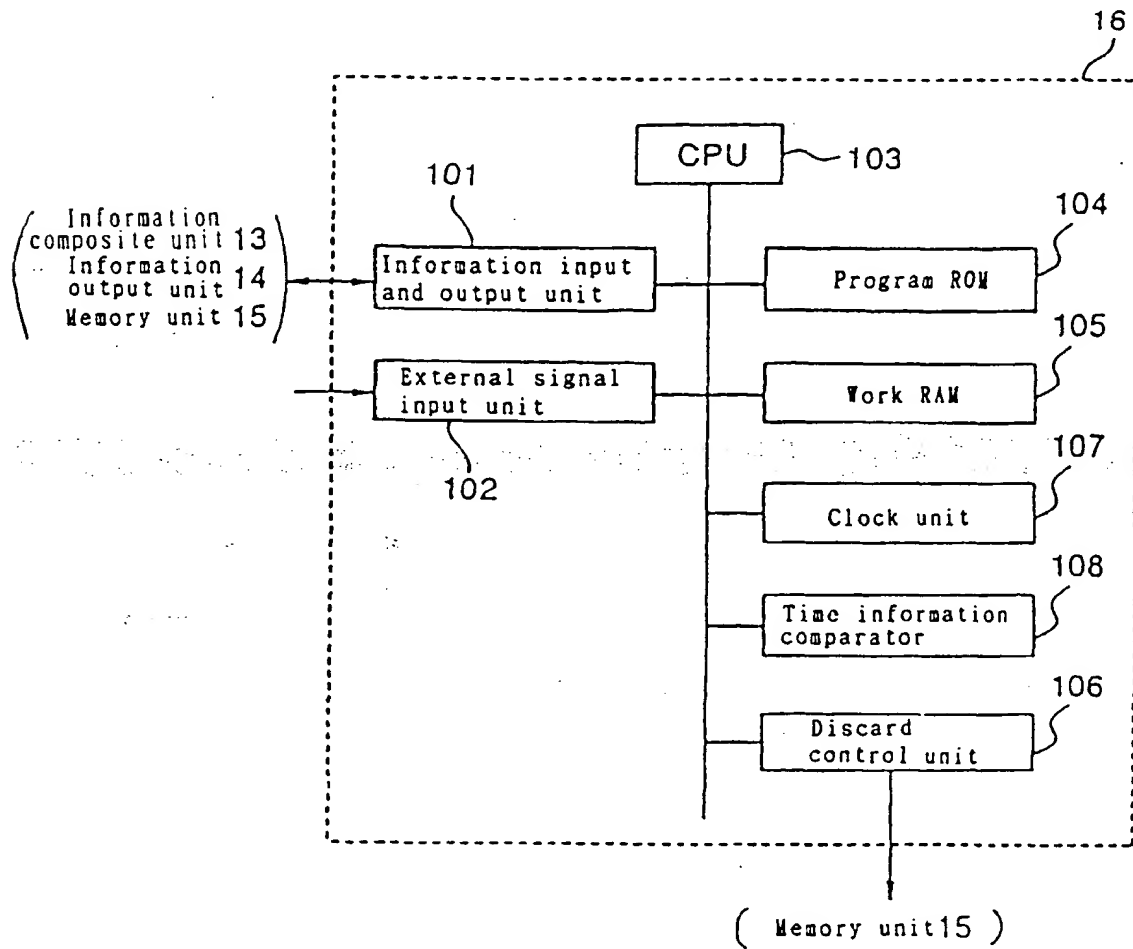 16
CPU
103
101
104
Information
composite unit 13
Information
output unit 14
Memory unit 15
Information input
and output unit
Program ROM
105
External signal
input unit
Work RAM
102
107
Clock unit
108
Time information
comparator
106
Discard
control unit
( Memory unit 15 )